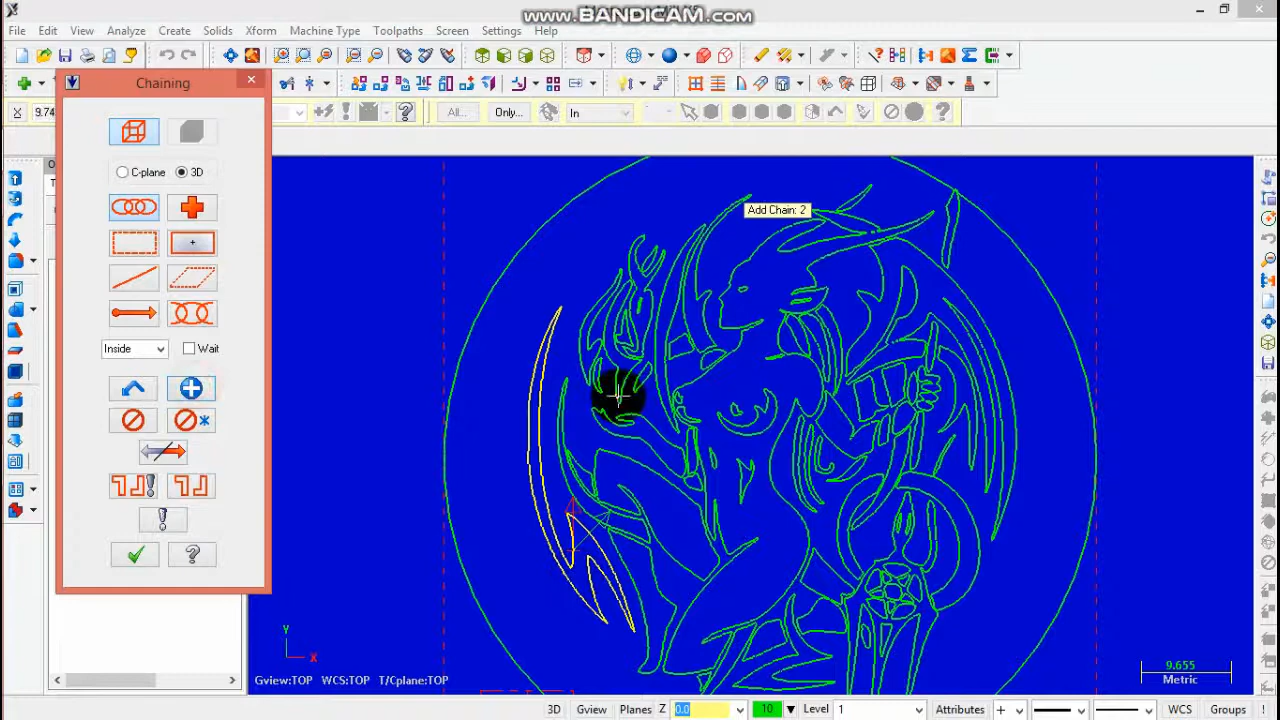 www.BANDICAM.com
File Edit View Analyze Create Solids Xform Machine Type Toolpaths Screen Settings Help
Chaining
9.74
All... Only... In
C-plane 3D
Add Chain: 2
Inside Wait
Y
X
Gview:TOP WCS:TOP T/Cplane:TOP
9.655
Metric
3D Gview Planes Z 0.0 10 Level 1 Attributes WCS Groups